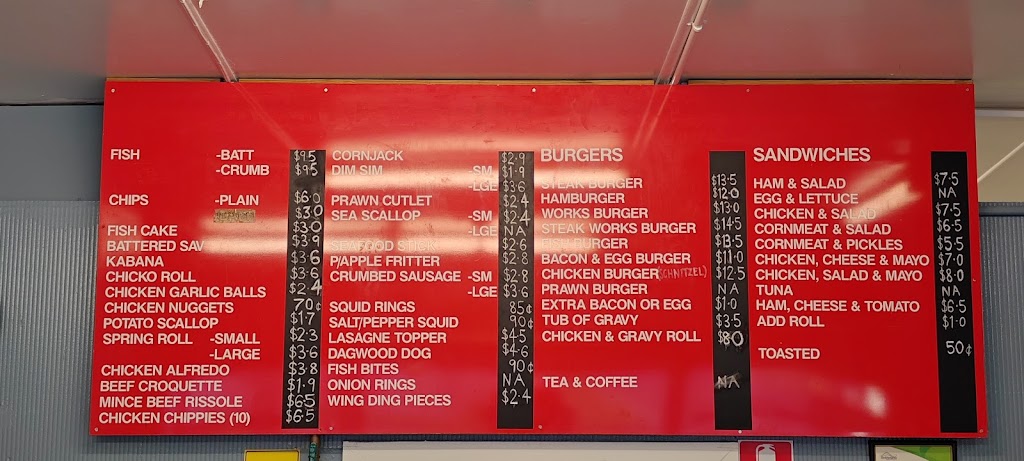 FISH -BATT $9.5
-CRUMB $9.5
CHIPS -PLAIN $6.0
$3.0
FISH CAKE $3.0
BATTERED SAV $3.9
KABANA $3.6
CHICKO ROLL $3.6
CHICKEN GARLIC BALLS $2.4
CHICKEN NUGGETS 70¢
POTATO SCALLOP $1.7
SPRING ROLL -SMALL $2.3
-LARGE $3.6
CHICKEN ALFREDO $3.8
BEEF CROQUETTE $1.9
MINCE BEEF RISSOLE $6.5
CHICKEN CHIPPIES (10) $6.5
CORNJACK $2.9
DIM SIM -SM $1.9
-LGE $3.6
PRAWN CUTLET $2.4
SEA SCALLOP -SM $2.4
-LGE NA
SEAFOOD STICK $2.6
P/APPLE FRITTER $2.8
CRUMBED SAUSAGE -SM $2.8
-LGE $3.6
SQUID RINGS 85¢
SALT/PEPPER SQUID 90¢
LASAGNE TOPPER $4.5
DAGWOOD DOG $4.6
FISH BITES 90¢
ONION RINGS NA
WING DING PIECES $2.4
BURGERS
STEAK BURGER $13.5
HAMBURGER $12.0
WORKS BURGER $13.0
STEAK WORKS BURGER $14.5
FISH BURGER $13.5
BACON & EGG BURGER $11.0
CHICKEN BURGER (SCHNITZEL) $12.5
PRAWN BURGER NA
EXTRA BACON OR EGG $1.0
TUB OF GRAVY $3.5
CHICKEN & GRAVY ROLL $8.0
TEA & COFFEE NA
SANDWICHES
HAM & SALAD $7.5
EGG & LETTUCE NA
CHICKEN & SALAD $7.5
CORNMEAT & SALAD $6.5
CORNMEAT & PICKLES $5.5
CHICKEN, CHEESE & MAYO $7.0
CHICKEN, SALAD & MAYO $8.0
TUNA NA
HAM, CHEESE & TOMATO $6.5
ADD ROLL $1.0
TOASTED 50¢